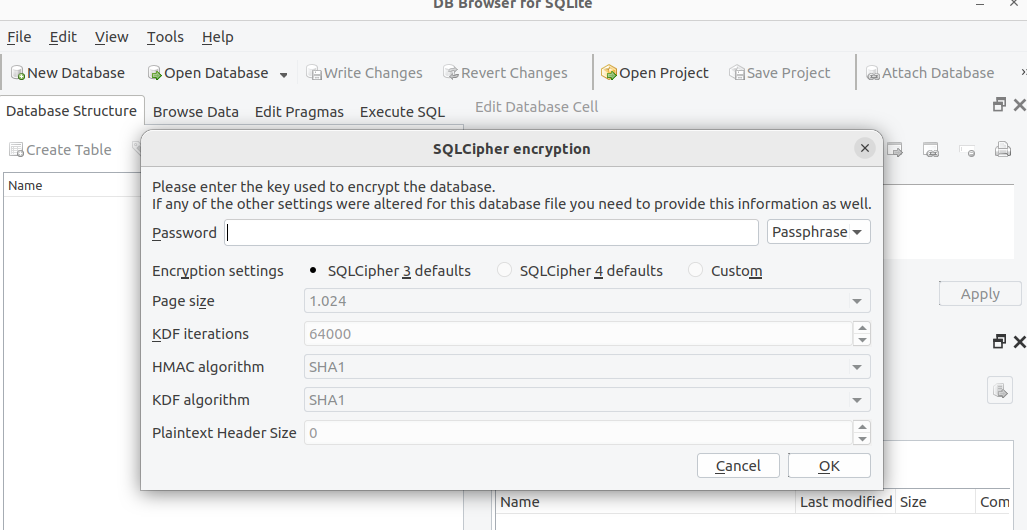 DB Browser for SQLite
File Edit View Tools Help
New Database Open Database Write Changes Revert Changes Open Project Save Project Attach Database »
Database Structure Browse Data Edit Pragmas Execute SQL Edit Database Cell
Create Table
Name
SQLCipher encryption
Please enter the key used to encrypt the database.
If any of the other settings were altered for this database file you need to provide this information as well.
Password Passphrase
Encryption settings SQLCipher 3 defaults SQLCipher 4 defaults Custom
Page size 1.024
KDF iterations 64000
HMAC algorithm SHA1
KDF algorithm SHA1
Plaintext Header Size 0
Cancel OK
Apply
Name Last modified Size Com